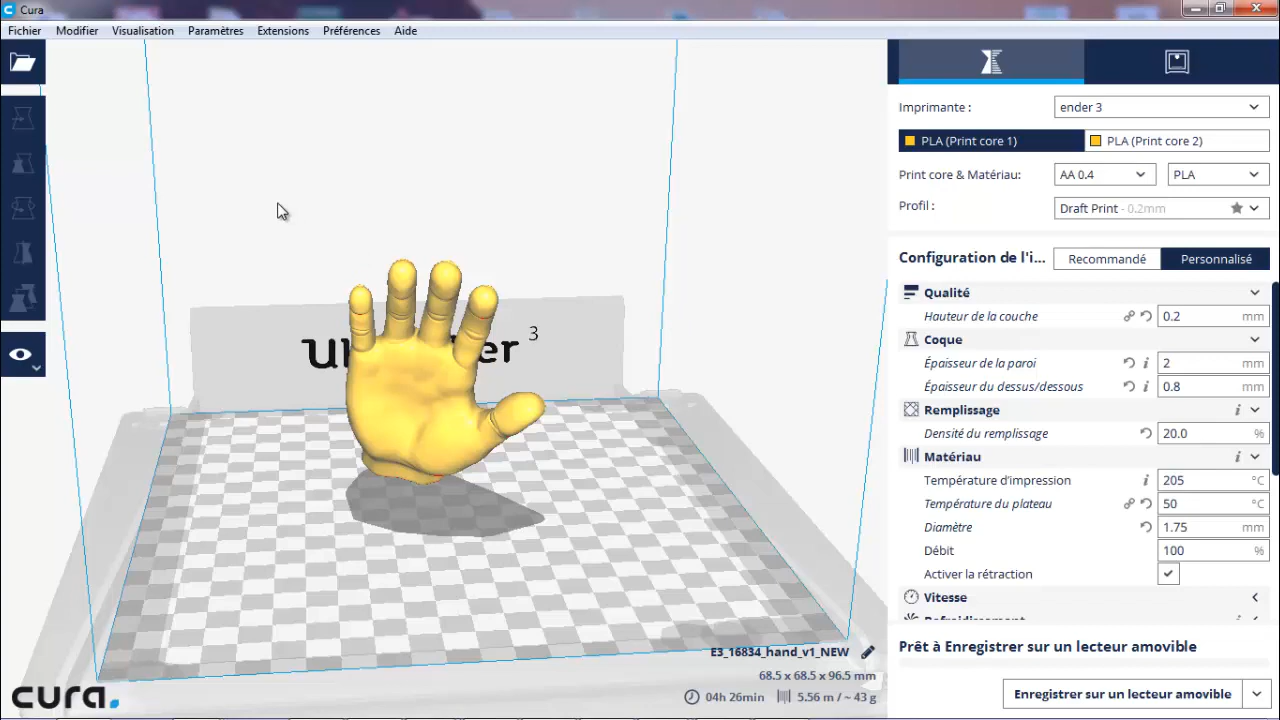 Cura
Fichier Modifier Visualisation Paramètres Extensions Préférences Aide
Imprimante : ender 3
PLA (Print core 1) PLA (Print core 2)
Print core & Matériau: AA 0.4 PLA
Profil : Draft Print - 0.2mm
Configuration de l'i... Recommandé Personnalisé
Qualité
Hauteur de la couche 0.2 mm
Coque
Épaisseur de la paroi 2 mm
Épaisseur du dessus/dessous 0.8 mm
Remplissage
Densité du remplissage 20.0 %
Matériau
Température d'impression 205 °C
Température du plateau 50 °C
Diamètre 1.75 mm
Débit 100 %
Activer la rétraction
Vitesse
Refroidissement
3
E3_16834_hand_v1_NEW
68.5 x 68.5 x 96.5 mm
04h 26min 5.56 m / ~ 43 g
Prêt à Enregistrer sur un lecteur amovible
Enregistrer sur un lecteur amovible
cura.